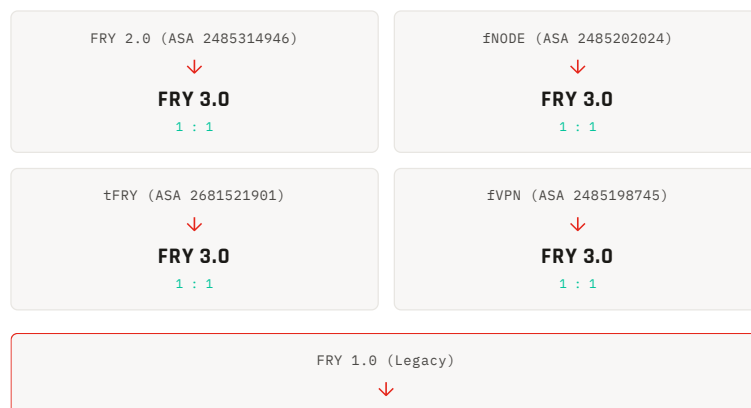 FRY 2.0 (ASA 2485314946)
↓
FRY 3.0
1 : 1
fNODE (ASA 2485202024)
↓
FRY 3.0
1 : 1
tFRY (ASA 2681521901)
↓
FRY 3.0
1 : 1
fVPN (ASA 2485198745)
↓
FRY 3.0
1 : 1
FRY 1.0 (Legacy)
↓